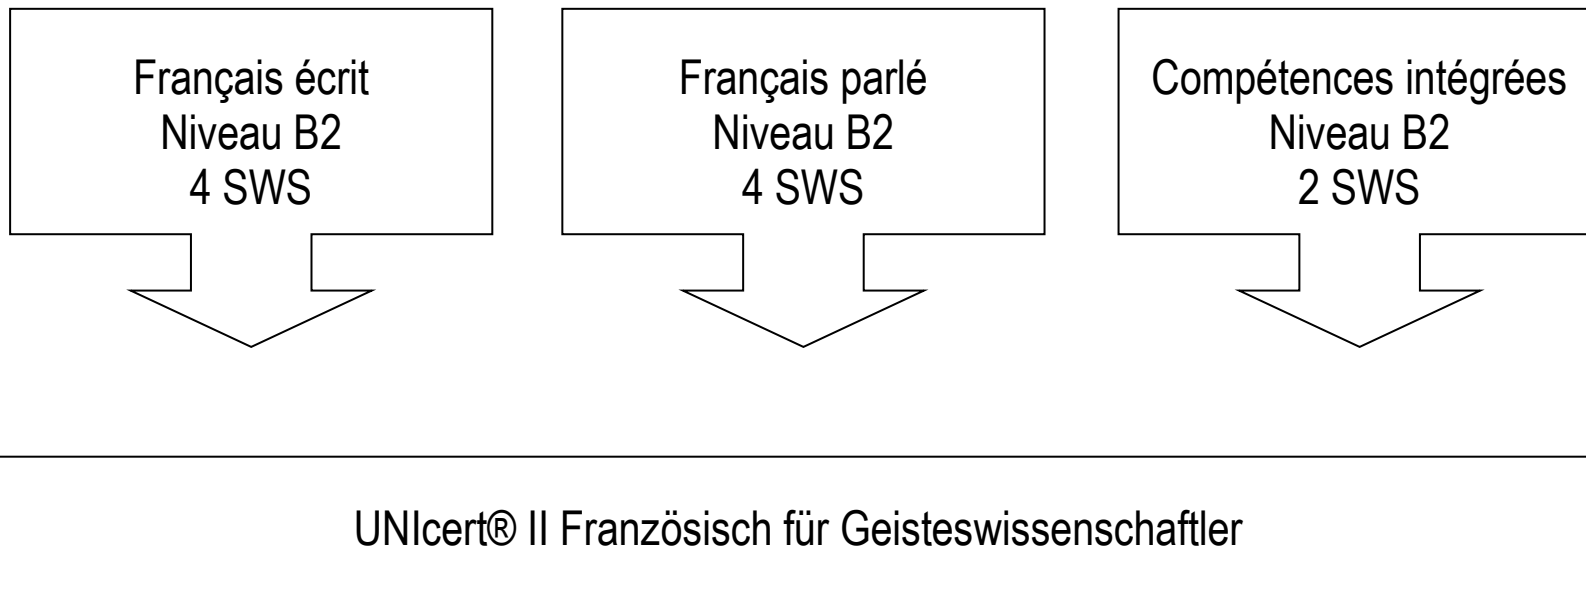 Français écrit
Niveau B2
4 SWS
Français parlé
Niveau B2
4 SWS
Compétences intégrées
Niveau B2
2 SWS
UNIcert® II Französisch für Geisteswissenschaftler